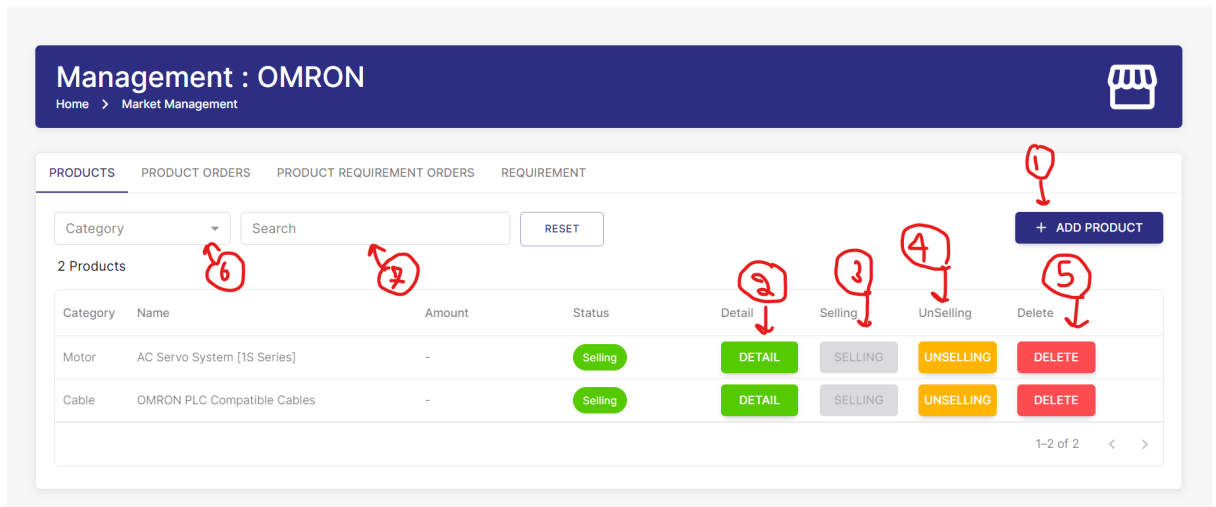 Management : OMRON
Home > Market Management
PRODUCTS PRODUCT ORDERS PRODUCT REQUIREMENT ORDERS REQUIREMENT
1
Category Search RESET + ADD PRODUCT
6 7 2 3 4 5
2 Products
Category Name Amount Status Detail Selling UnSelling Delete
Motor AC Servo System [1S Series] - Selling DETAIL SELLING UNSELLING DELETE
Cable OMRON PLC Compatible Cables - Selling DETAIL SELLING UNSELLING DELETE
1–2 of 2 < >